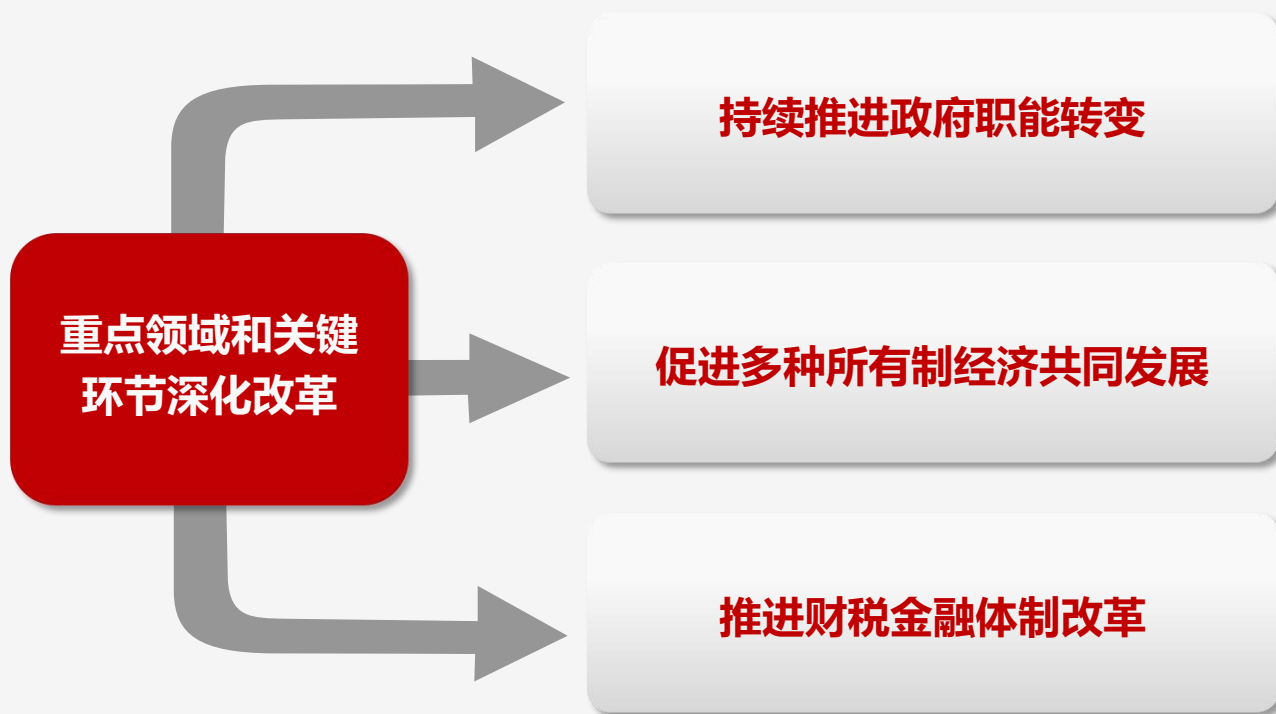 持续推进政府职能转变
重点领域和关键
环节深化改革
促进多种所有制经济共同发展
推进财税金融体制改革